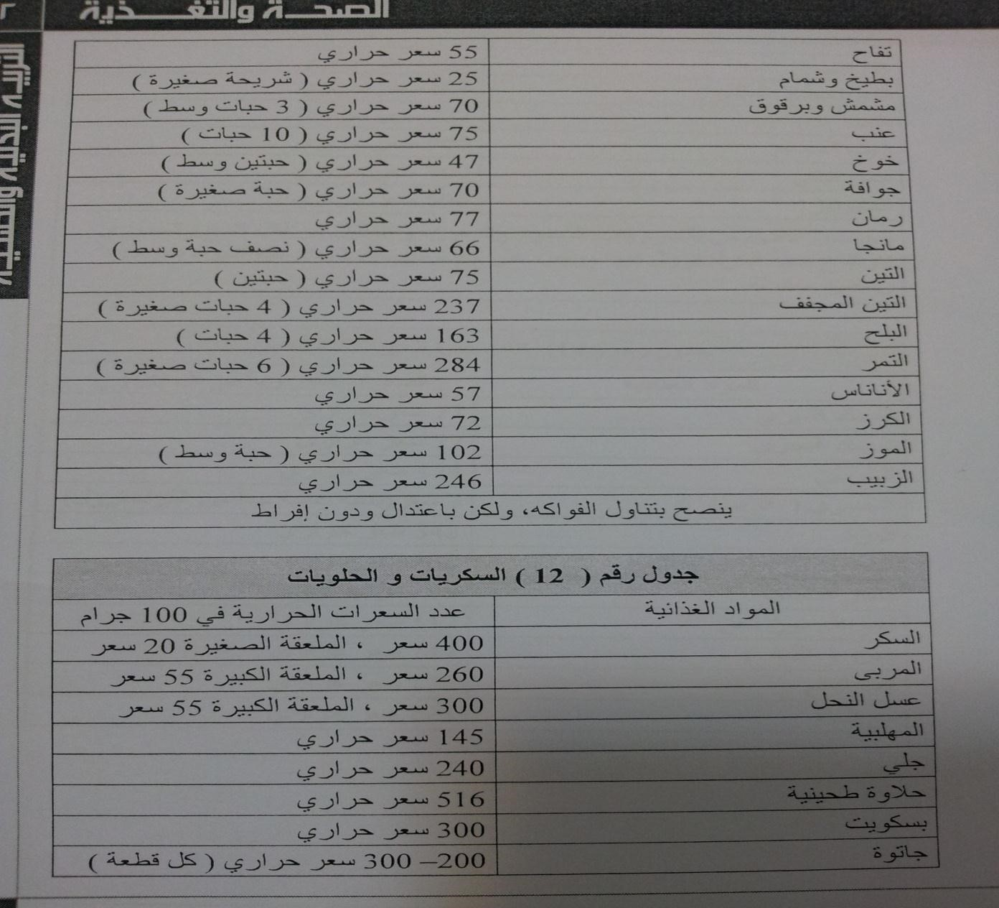 الصحة والتغذية
تفاح 55 سعر حراري
بطيخ وشمام 25 سعر حراري ( شريحة صغيرة )
مشمش وبرقوق 70 سعر حراري ( 3 حبات وسط )
عنب 75 سعر حراري ( 10 حبات )
خوخ 47 سعر حراري ( حبتين وسط )
جوافة 70 سعر حراري ( حبة صغيرة )
رمان 77 سعر حراري
مانجا 66 سعر حراري ( نصف حبة وسط )
التين 75 سعر حراري ( حبتين )
التين المجفف 237 سعر حراري ( 4 حبات صغيرة )
البلح 163 سعر حراري ( 4 حبات )
التمر 284 سعر حراري ( 6 حبات صغيرة )
الأناناس 57 سعر حراري
الكرز 72 سعر حراري
الموز 102 سعر حراري ( حبة وسط )
الزبيب 246 سعر حراري
ينصح بتناول الفواكه، ولكن باعتدال ودون إفراط
جدول رقم ( 12 ) السكريات و الحلويات
المواد الغذائية عدد السعرات الحرارية في 100 جرام
السكر 400 سعر ، الملعقة الصغيرة 20 سعر
المربى 260 سعر ، الملعقة الكبيرة 55 سعر
عسل النحل 300 سعر ، الملعقة الكبيرة 55 سعر
المهلبية 145 سعر حراري
جلي 240 سعر حراري
حلاوة طحينية 516 سعر حراري
بسكويت 300 سعر حراري
جاتوة 200– 300 سعر حراري ( كل قطعة )